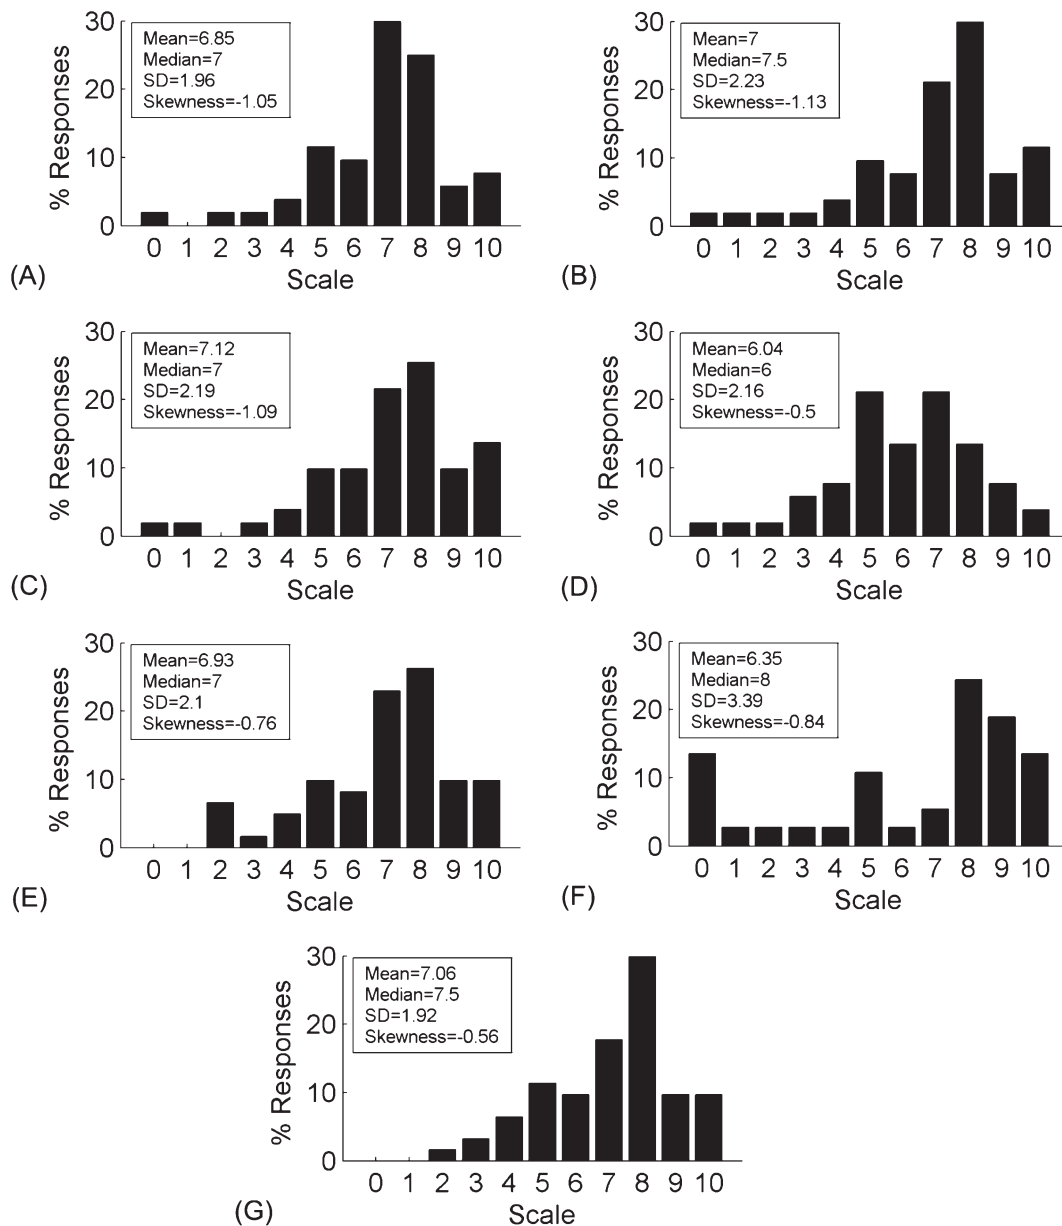 30
20
10
0
% Responses
Mean=6.85
Median=7
SD=1.96
Skewness=-1.05
0 1 2 3 4 5 6 7 8 9 10
Scale
(A)
30
20
10
0
% Responses
Mean=7
Median=7.5
SD=2.23
Skewness=-1.13
0 1 2 3 4 5 6 7 8 9 10
Scale
(B)
30
20
10
0
% Responses
Mean=7.12
Median=7
SD=2.19
Skewness=-1.09
0 1 2 3 4 5 6 7 8 9 10
Scale
(C)
30
20
10
0
% Responses
Mean=6.04
Median=6
SD=2.16
Skewness=-0.5
0 1 2 3 4 5 6 7 8 9 10
Scale
(D)
30
20
10
0
% Responses
Mean=6.93
Median=7
SD=2.1
Skewness=-0.76
0 1 2 3 4 5 6 7 8 9 10
Scale
(E)
30
20
10
0
% Responses
Mean=6.35
Median=8
SD=3.39
Skewness=-0.84
0 1 2 3 4 5 6 7 8 9 10
Scale
(F)
30
20
10
0
% Responses
Mean=7.06
Median=7.5
SD=1.92
Skewness=-0.56
0 1 2 3 4 5 6 7 8 9 10
Scale
(G)